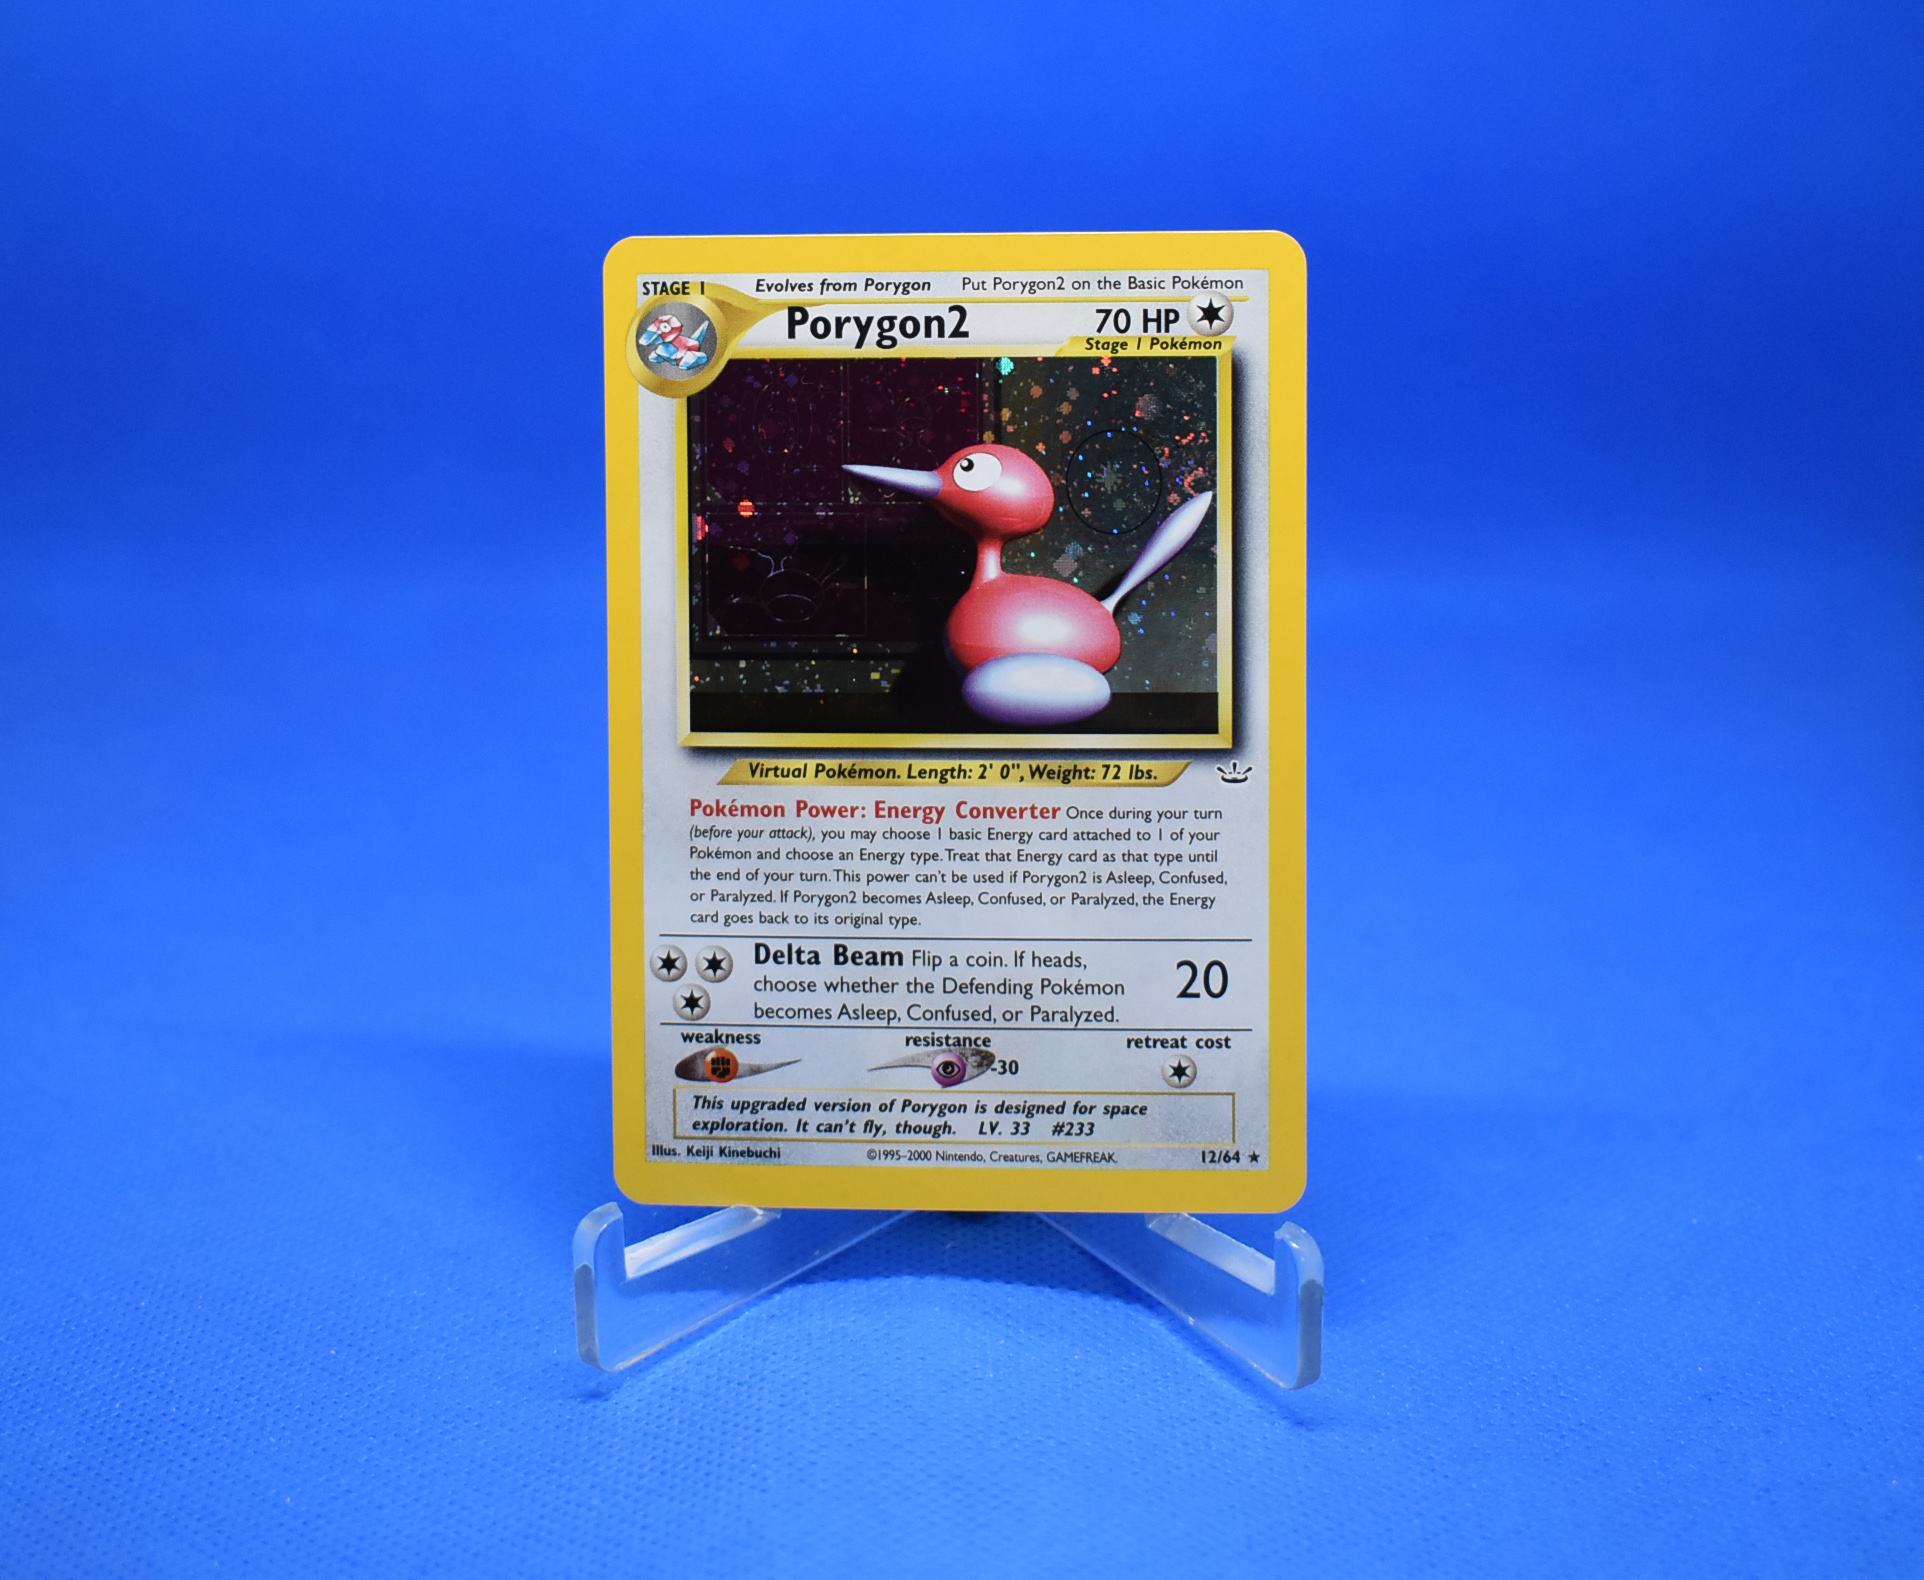 STAGE 1 Evolves from Porygon Put Porygon2 on the Basic Pokémon
Porygon2 70 HP
Stage 1 Pokémon
Virtual Pokémon. Length: 2' 0", Weight: 72 lbs.
Pokémon Power: Energy Converter Once during your turn
(before your attack), you may choose 1 basic Energy card attached to 1 of your
Pokémon and choose an Energy type. Treat that Energy card as that type until
the end of your turn. This power can't be used if Porygon2 is Asleep, Confused,
or Paralyzed. If Porygon2 becomes Asleep, Confused, or Paralyzed, the Energy
card goes back to its original type.
Delta Beam Flip a coin. If heads,
choose whether the Defending Pokémon
becomes Asleep, Confused, or Paralyzed.
20
weakness resistance retreat cost
-30
This upgraded version of Porygon is designed for space
exploration. It can't fly, though. LV. 33 #233
Illus. Keiji Kinebuchi ©1995–2000 Nintendo, Creatures, GAMEFREAK. 12/64 ★